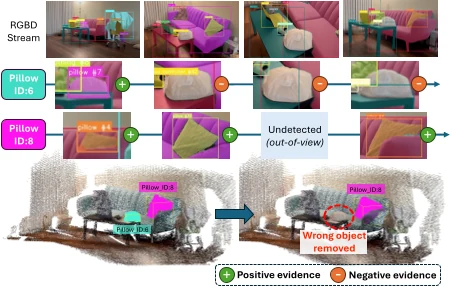 RGBD
Stream
Pillow
ID:6
pillow #7
+
-
-
-
Pillow
ID:8
pillow #4
+
+
Undetected
(out-of-view)
+
Pillow_ID:8
Pillow_ID:6
Pillow_ID:8
Wrong object
removed
+ Positive evidence
- Negative evidence